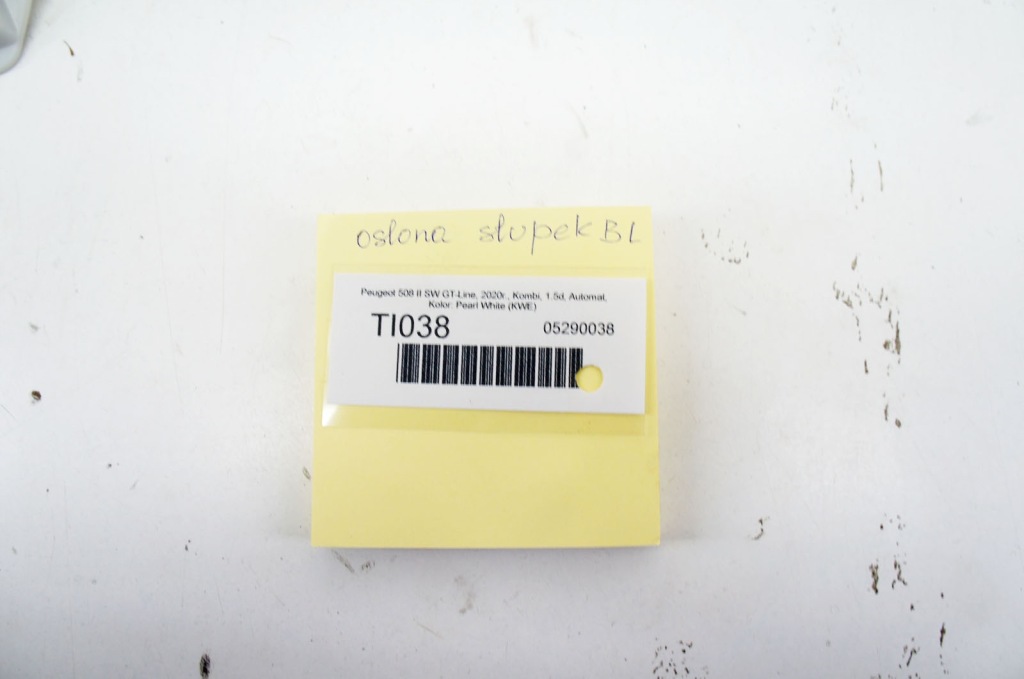 osłona słupek BL
Peugeot 508 II SW GT-Line, 2020r., Kombi, 1.5d, Automat,
Kolor: Pearl White (KWE)
TI038 05290038